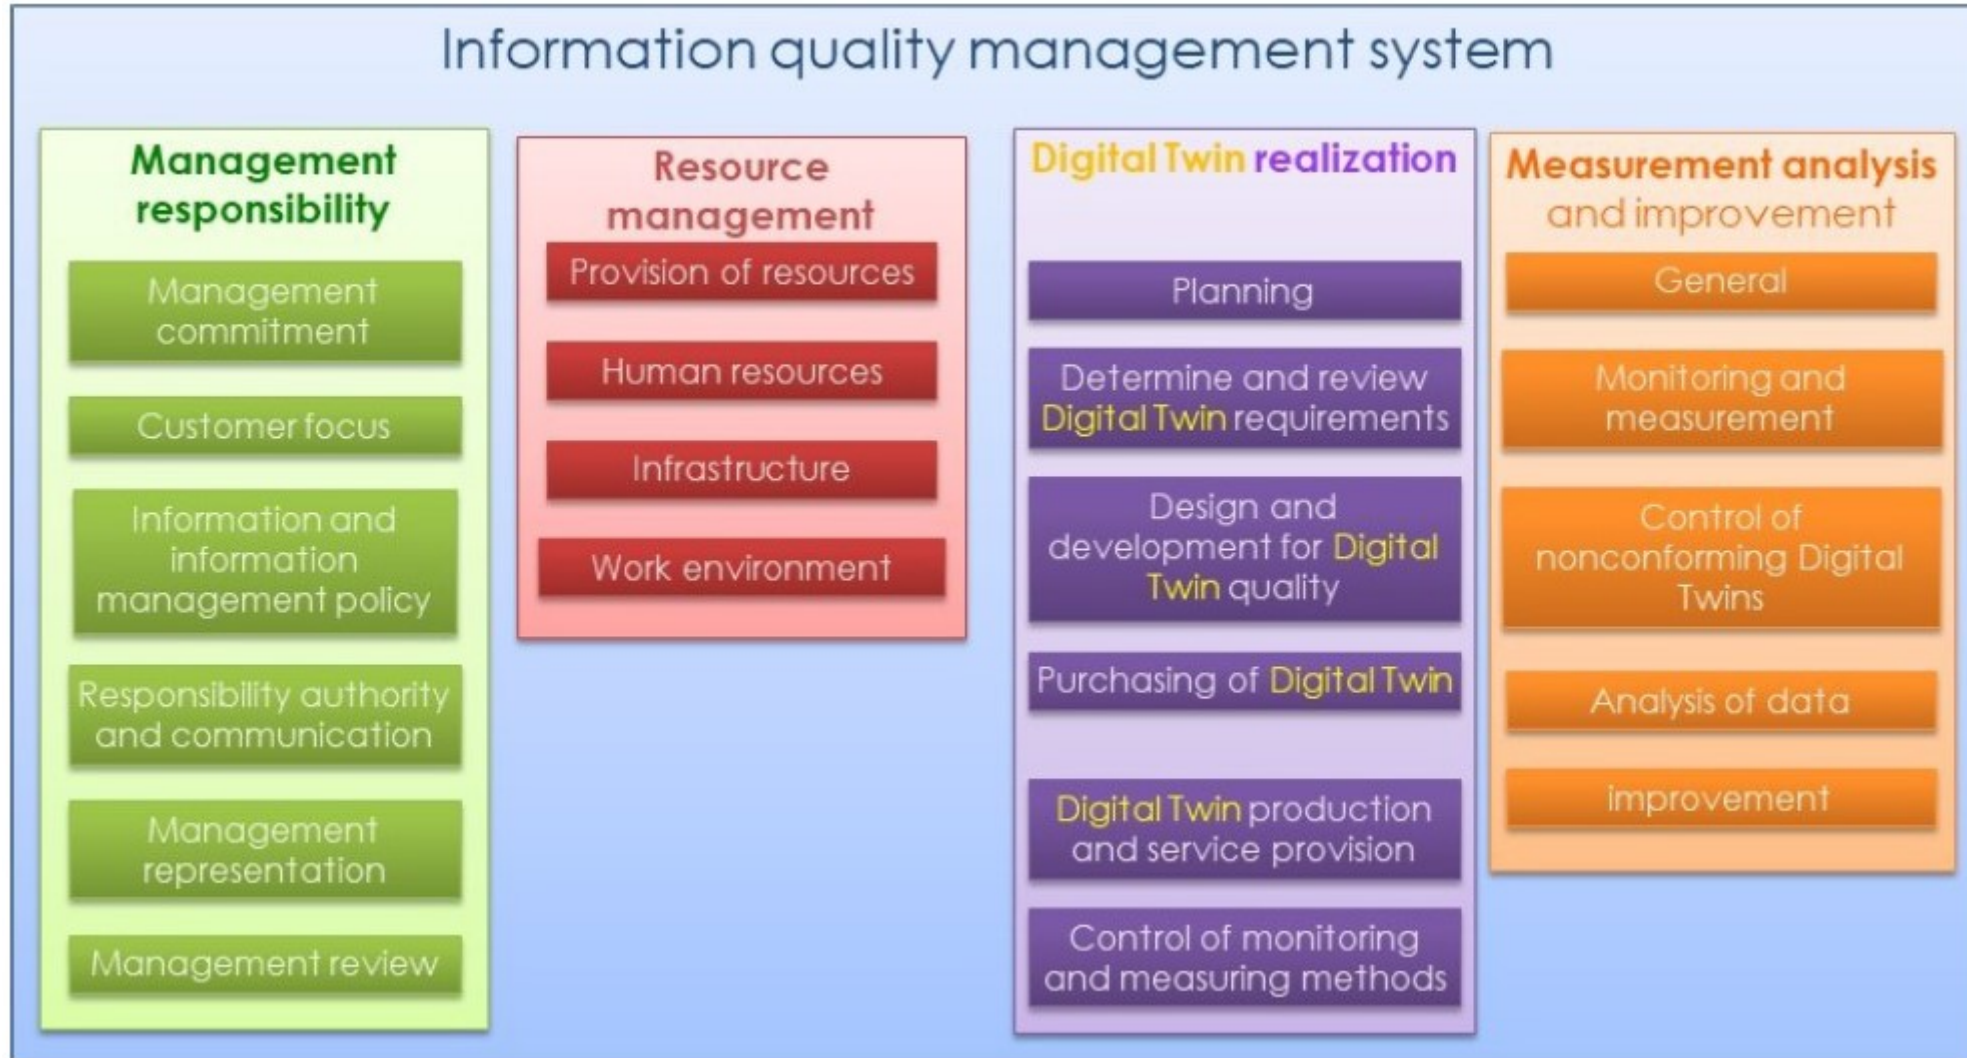 Information quality management system
Management
responsibility
Management
commitment
Customer focus
Information and
information
management policy
Responsibility authority
and communication
Management
representation
Management review
Resource
management
Provision of resources
Human resources
Infrastructure
Work environment
Digital Twin realization
Planning
Determine and review
Digital Twin requirements
Design and
development for Digital
Twin quality
Purchasing of Digital Twin
Digital Twin production
and service provision
Control of monitoring
and measuring methods
Measurement analysis
and improvement
General
Monitoring and
measurement
Control of
nonconforming Digital
Twins
Analysis of data
improvement